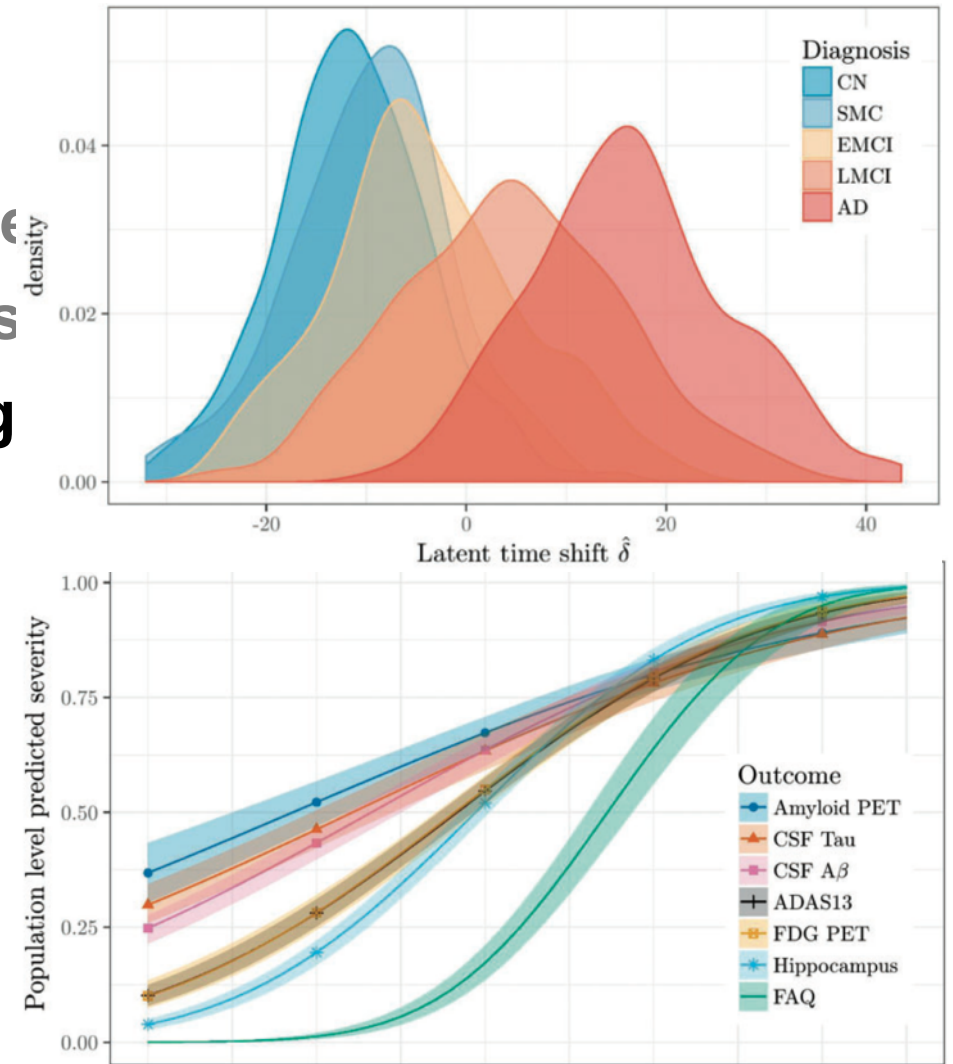 Diagnosis
CN
SMC
EMCI
LMCI
AD
density
0.04
0.02
0.00
-20 0 20 40
Latent time shift δ̂
Population level predicted severity
1.00
0.75
0.50
0.25
0.00
Outcome
Amyloid PET
CSF Tau
CSF Aβ
ADAS13
FDG PET
Hippocampus
FAQ
e
s
g